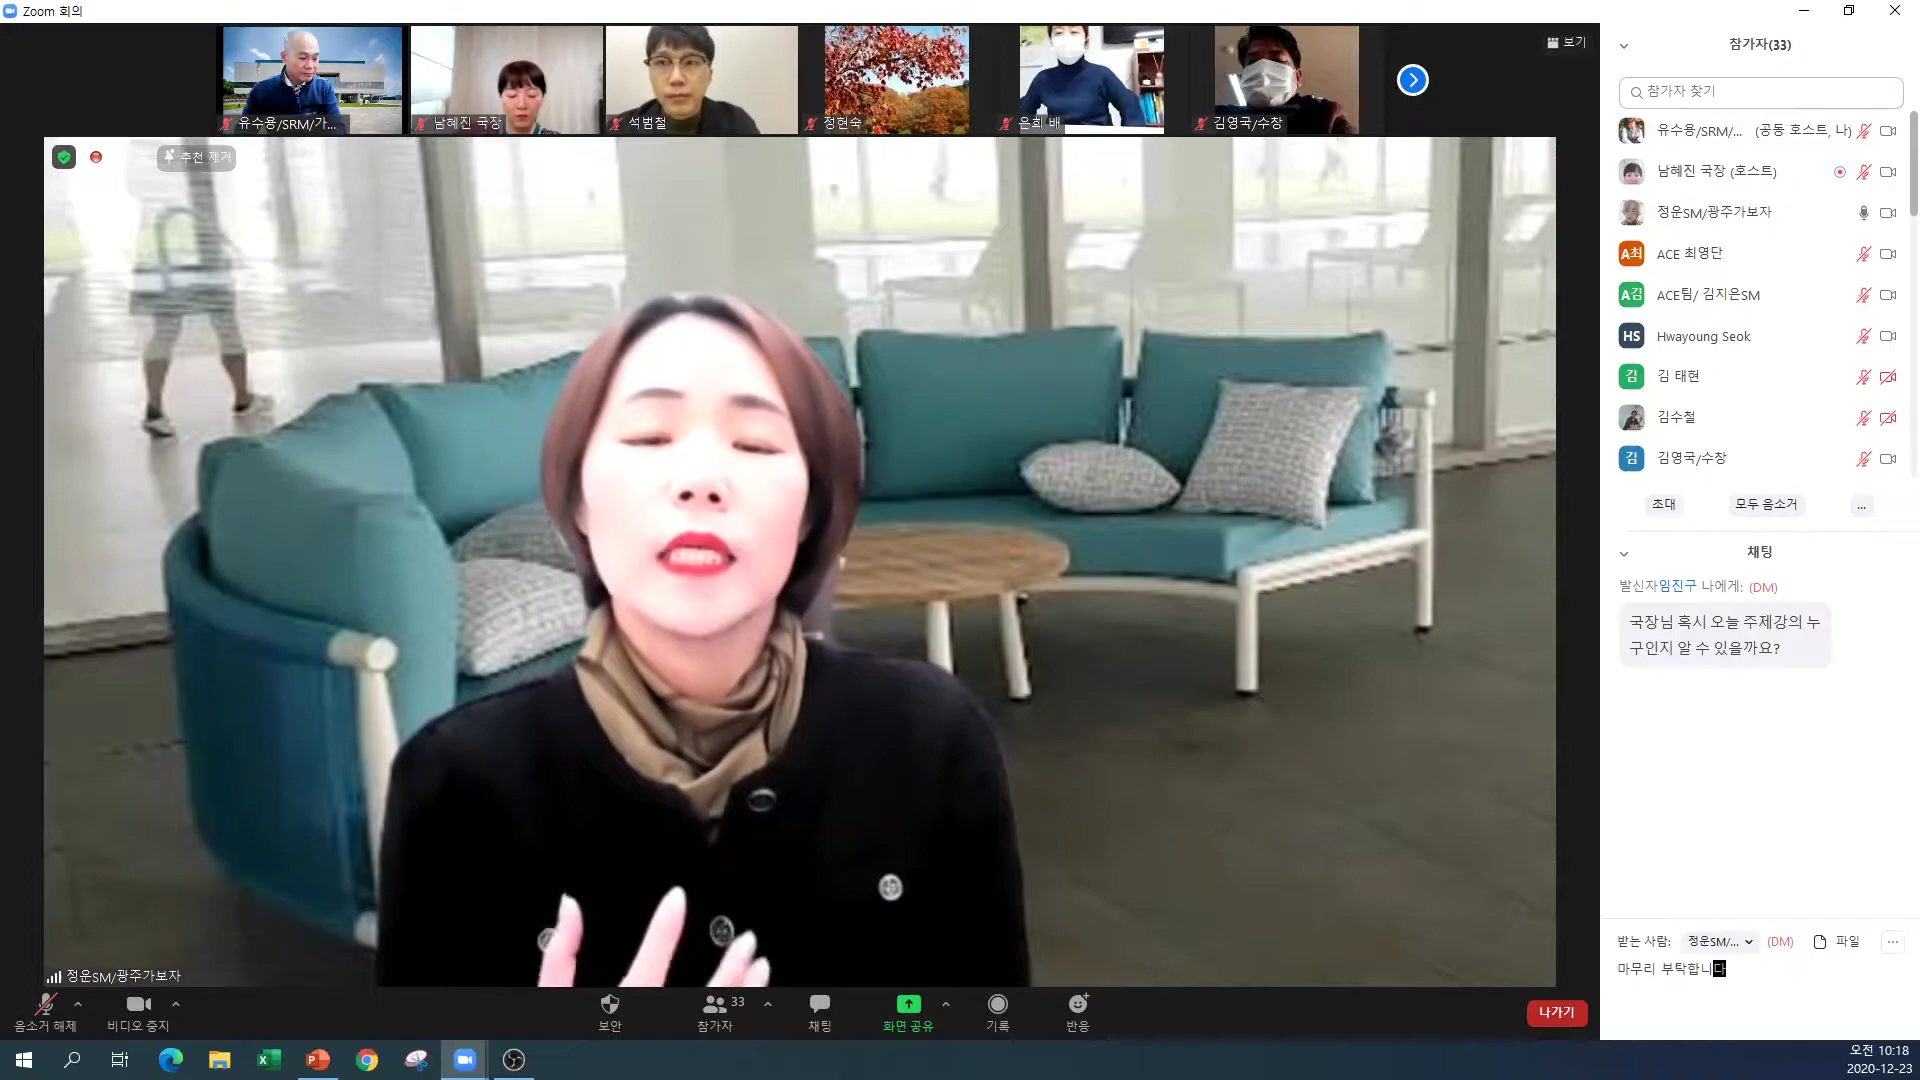 Zoom 회의
유수용/SRM/가...
남혜진 국장
석범철
정현숙
은희 배
김영국/수창
보기
추천 제거
정운SM/광주가보자
음소거 해제
비디오 중지
보안
33
참가자
채팅
화면 공유
기록
반응
나가기
참가자(33)
참가자 찾기
유수용/SRM/... (공동 호스트, 나)
남혜진 국장 (호스트)
정운SM/광주가보자
A최 ACE 최영단
A김 ACE팀/ 김지은SM
HS Hwayoung Seok
김 김 태현
김수철
김 김영국/수창
초대 모두 음소거 ...
채팅
발신자임진구 나에게: (DM)
국장님 혹시 오늘 주제강의 누
구인지 알 수 있을까요?
받는 사람: 정운SM/... (DM) 파일 ...
마무리 부탁합니다
오전 10:18
2020-12-23